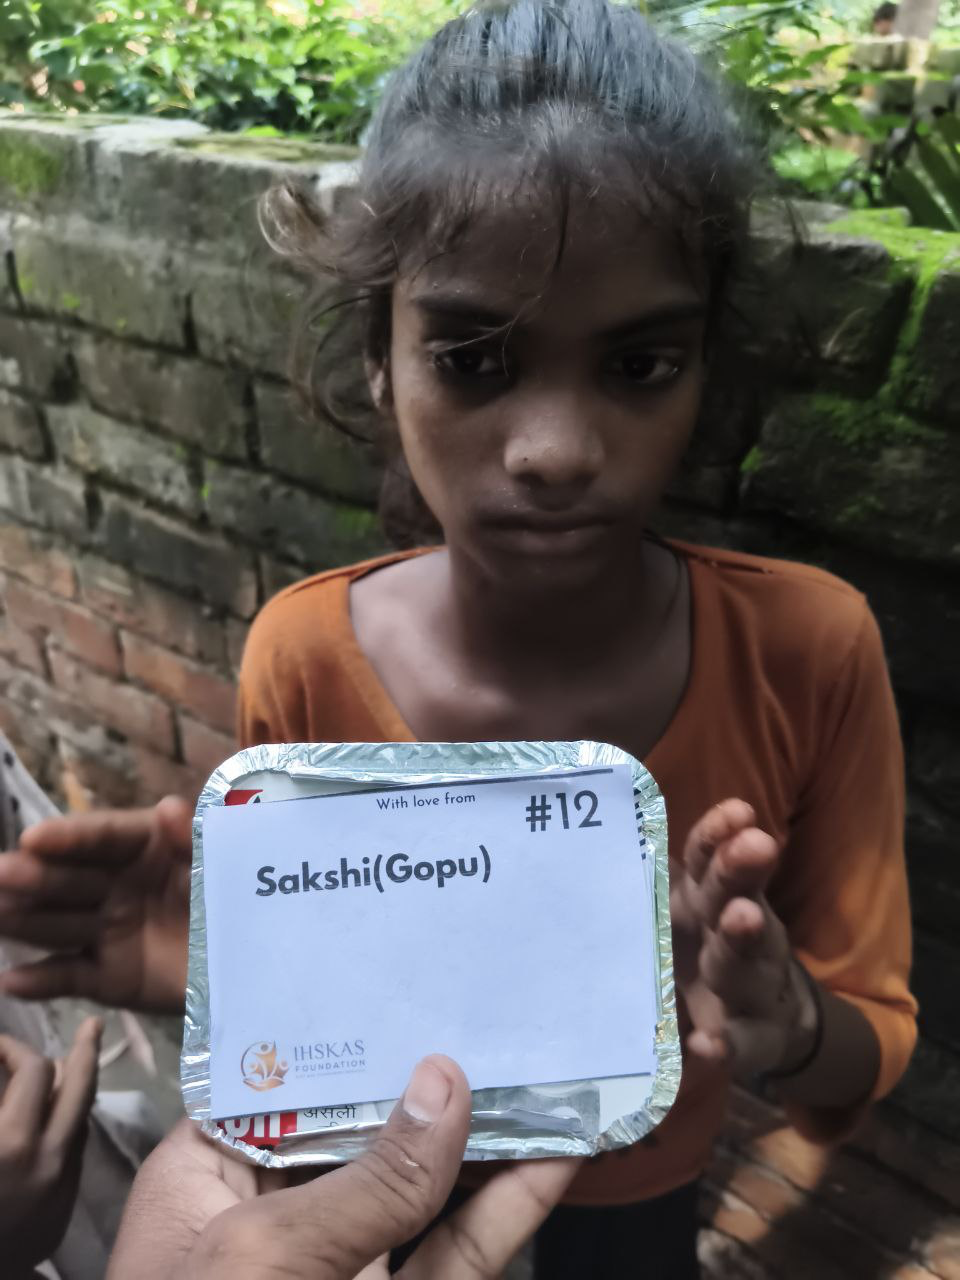 With love from
#12
Sakshi(Gopu)
IHSKAS
FOUNDATION
असली